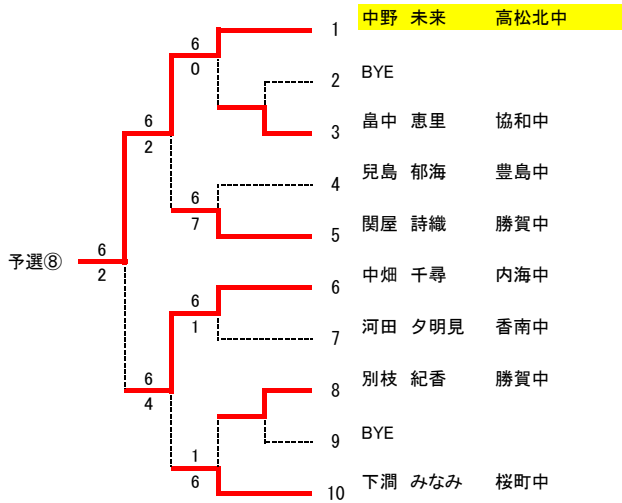 1 中野 未来 高松北中
6
0
2 BYE
6
2
3 畠中 恵里 協和中
4 兒島 郁海 豊島中
6
7
5 関屋 詩織 勝賀中
予選⑧
6
2
6 中畑 千尋 内海中
6
1
7 河田 夕明見 香南中
6
4
8 別枝 紀香 勝賀中
9 BYE
1
6
10 下澗 みなみ 桜町中